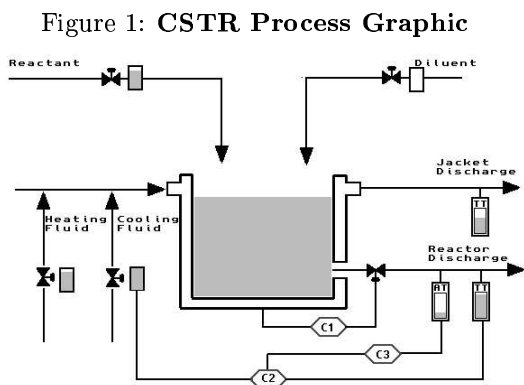 Figure 1: CSTR Process Graphic
Reactant
Diluent
Jacket
Discharge
TT
Heating
Fluid
Cooling
Fluid
Reactor
Discharge
AT
TT
C1
C3
C2